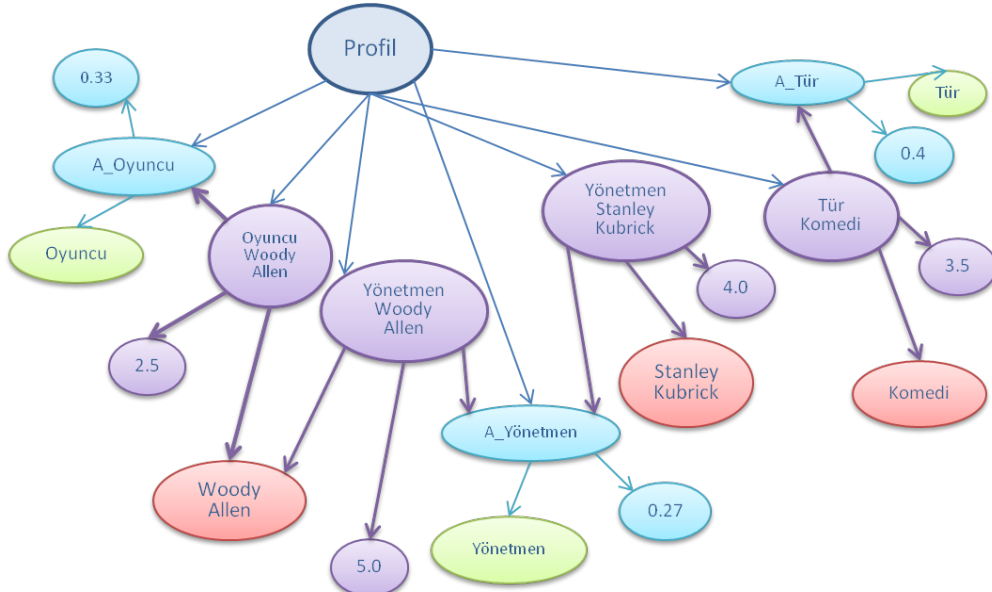 Profil
0.33
A_Tür
Tür
A_Oyuncu
0.4
Yönetmen
Stanley
Kubrick
Tür
Komedi
Oyuncu
Oyuncu
Woody
Allen
Yönetmen
Woody
Allen
4.0
3.5
2.5
Stanley
Kubrick
Komedi
A_Yönetmen
Woody
Allen
0.27
Yönetmen
5.0